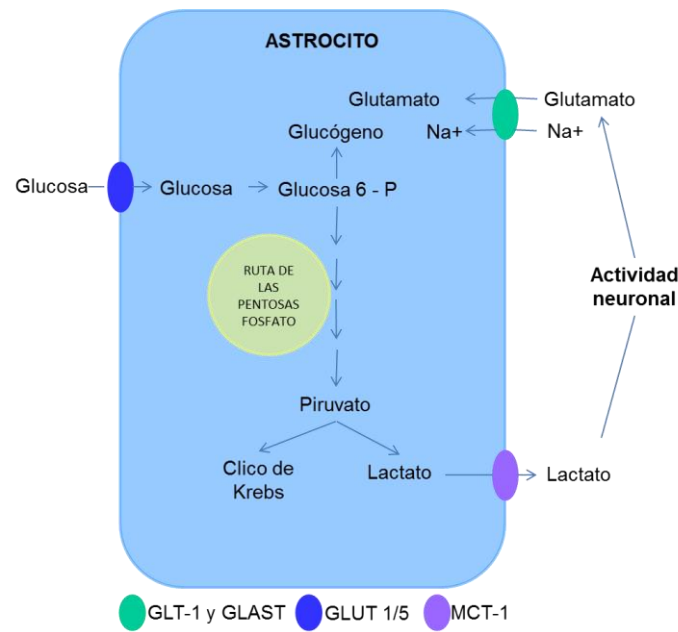 ASTROCITO
Glutamato
Glutamato
Glucógeno
Na+
Na+
Glucosa
Glucosa
Glucosa 6 - P
RUTA DE
LAS
PENTOSAS
FOSFATO
Actividad
neuronal
Piruvato
Clico de
Krebs
Lactato
Lactato
GLT-1 y GLAST
GLUT 1/5
MCT-1